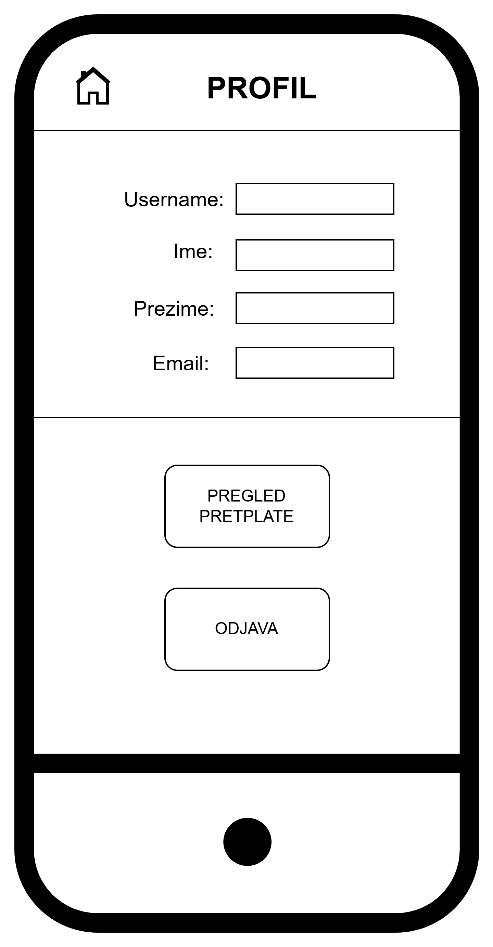 PROFIL
Username:
Ime:
Prezime:
Email:
PREGLED
PRETPLATE
ODJAVA